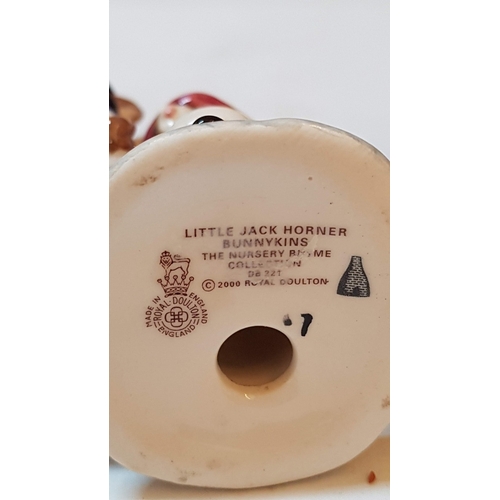 LITTLE JACK HORNER
BUNNYKINS
THE NURSERY RHYME
COLLECTION
DB 221
© 2000 ROYAL DOULTON
MADE IN ENGLAND
ROYAL·DOULTON
ENGLAND